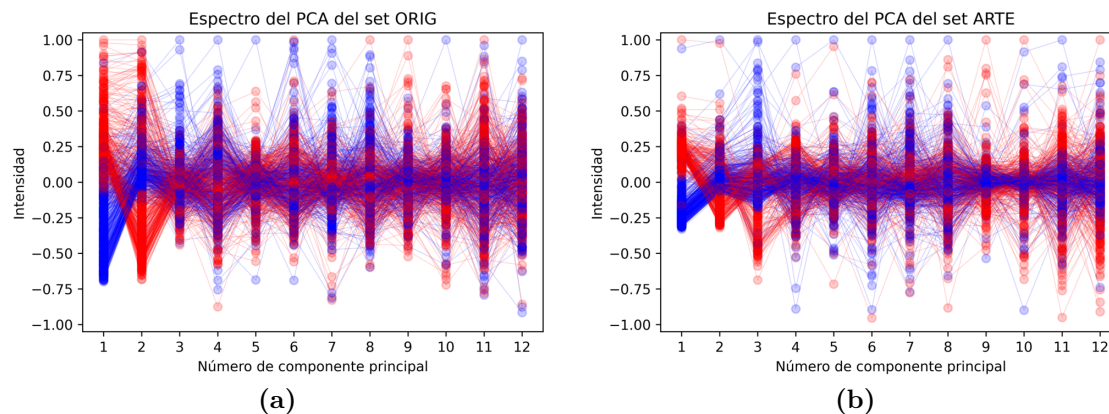 Espectro del PCA del set ORIG
1.00
0.75
0.50
0.25
0.00
−0.25
−0.50
−0.75
−1.00
Intensidad
1 2 3 4 5 6 7 8 9 10 11 12
Número de componente principal
(a)
Espectro del PCA del set ARTE
1.00
0.75
0.50
0.25
0.00
−0.25
−0.50
−0.75
−1.00
Intensidad
1 2 3 4 5 6 7 8 9 10 11 12
Número de componente principal
(b)